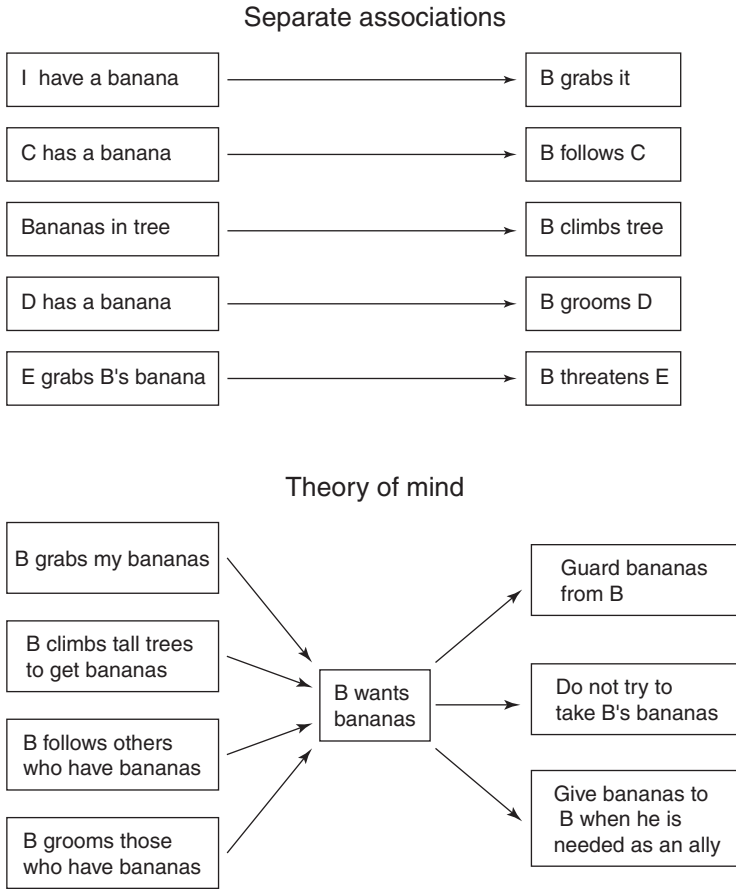 Separate associations
I have a banana
B grabs it
C has a banana
B follows C
Bananas in tree
B climbs tree
D has a banana
B grooms D
E grabs B's banana
B threatens E
Theory of mind
B grabs my bananas
B climbs tall trees
to get bananas
B follows others
who have bananas
B grooms those
who have bananas
B wants
bananas
Guard bananas
from B
Do not try to
take B's bananas
Give bananas to
B when he is
needed as an ally